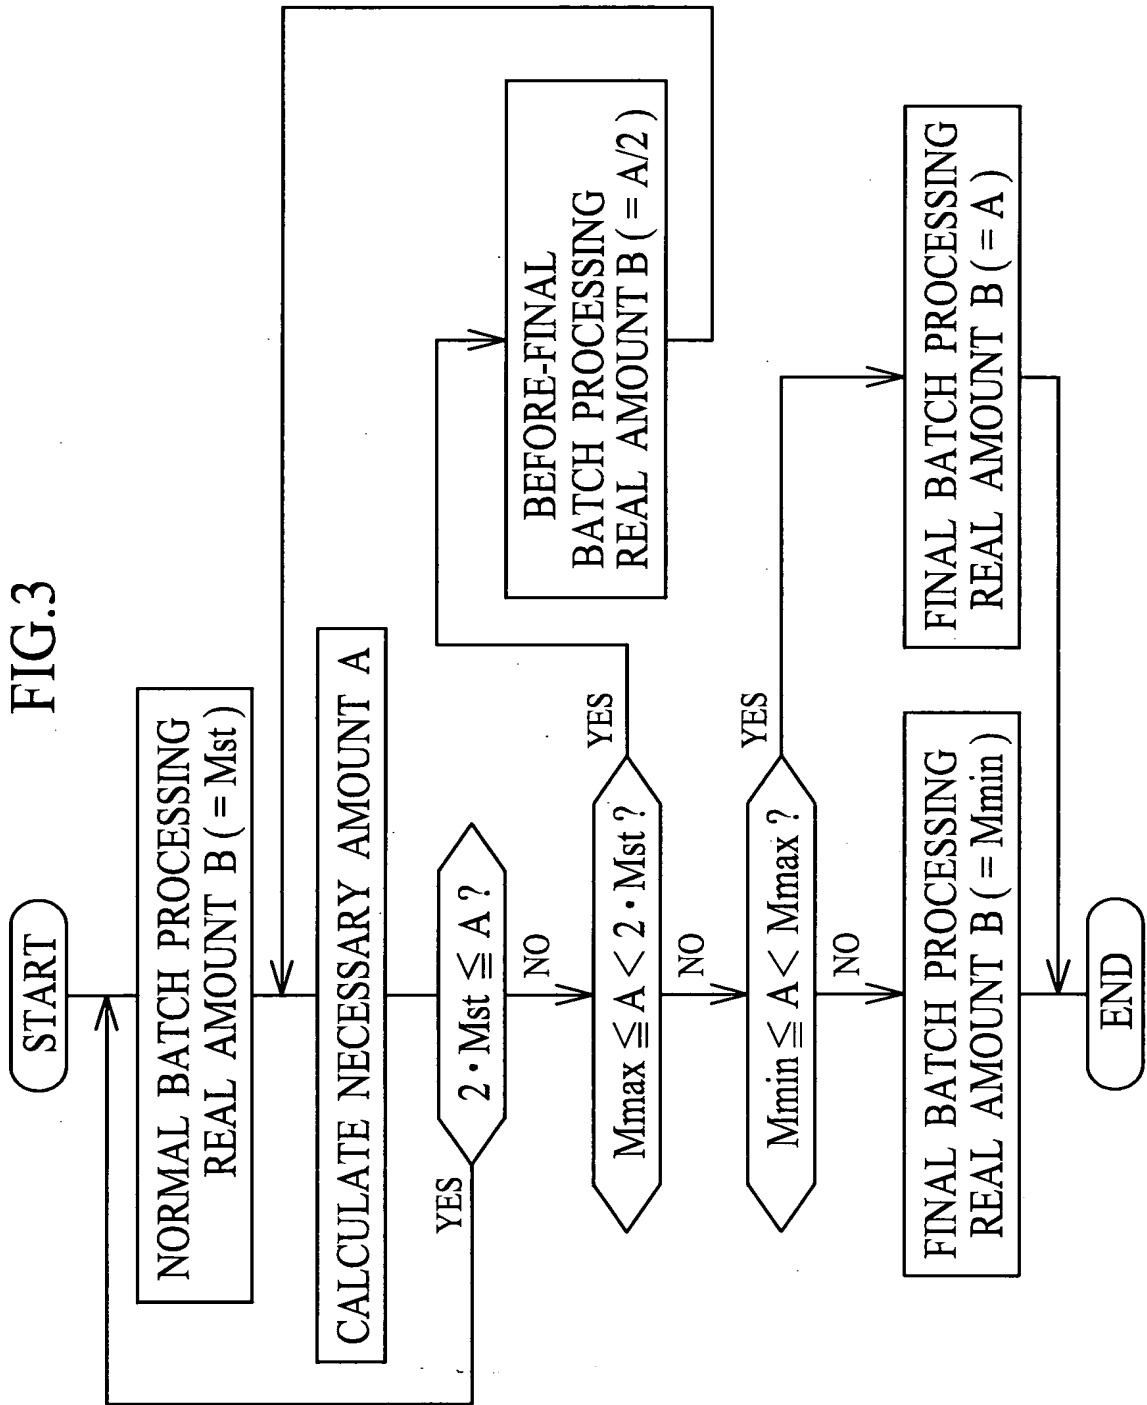 FIG.3
START
NORMAL BATCH PROCESSING
REAL AMOUNT B ( = Mst )
CALCULATE NECESSARY AMOUNT A
2・Mst ≦ A ?
YES
NO
Mmax ≦ A < 2・Mst ?
YES
NO
BEFORE-FINAL
BATCH PROCESSING
REAL AMOUNT B ( = A/2 )
Mmin ≦ A < Mmax ?
YES
NO
FINAL BATCH PROCESSING
REAL AMOUNT B ( = Mmin )
FINAL BATCH PROCESSING
REAL AMOUNT B ( = A )
END